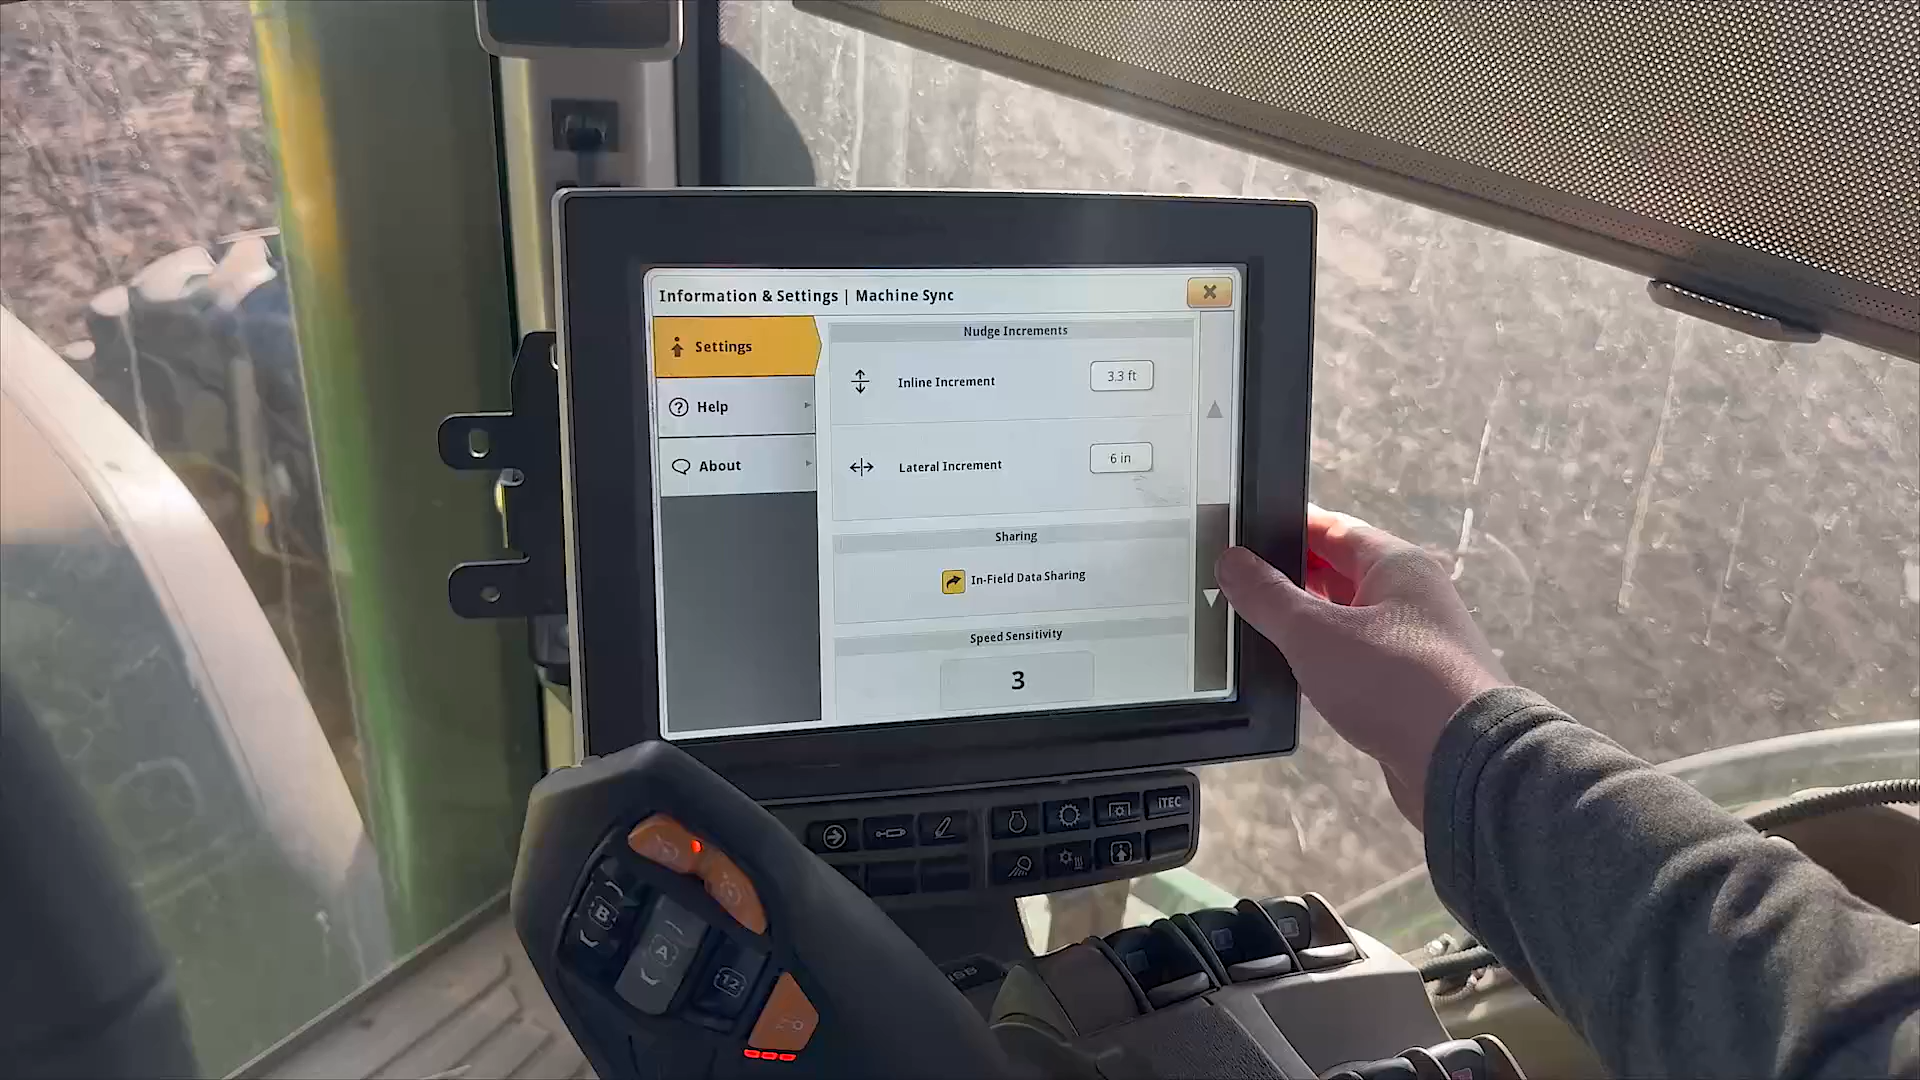 Information & Settings | Machine Sync
Settings
Help
About
Nudge Increments
Inline Increment
3.3 ft
Lateral Increment
6 in
Sharing
In-Field Data Sharing
Speed Sensitivity
3
iTEC
B
A
12